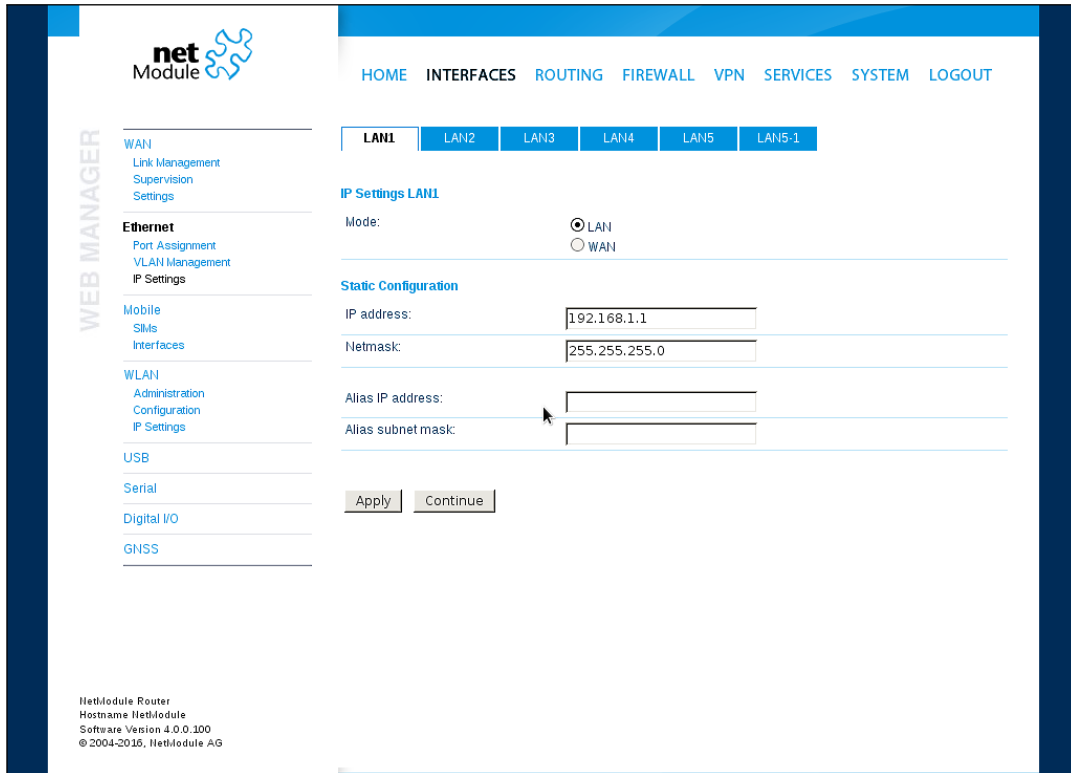 net
Module
HOME INTERFACES ROUTING FIREWALL VPN SERVICES SYSTEM LOGOUT
WEB MANAGER
WAN
Link Management
Supervision
Settings
Ethernet
Port Assignment
VLAN Management
IP Settings
Mobile
SIMs
Interfaces
WLAN
Administration
Configuration
IP Settings
USB
Serial
Digital I/O
GNSS
LAN1 LAN2 LAN3 LAN4 LAN5 LAN5-1
IP Settings LAN1
Mode: LAN
WAN
Static Configuration
IP address: 192.168.1.1
Netmask: 255.255.255.0
Alias IP address:
Alias subnet mask:
Apply Continue
NetModule Router
Hostname NetModule
Software Version 4.0.0.100
© 2004-2016, NetModule AG